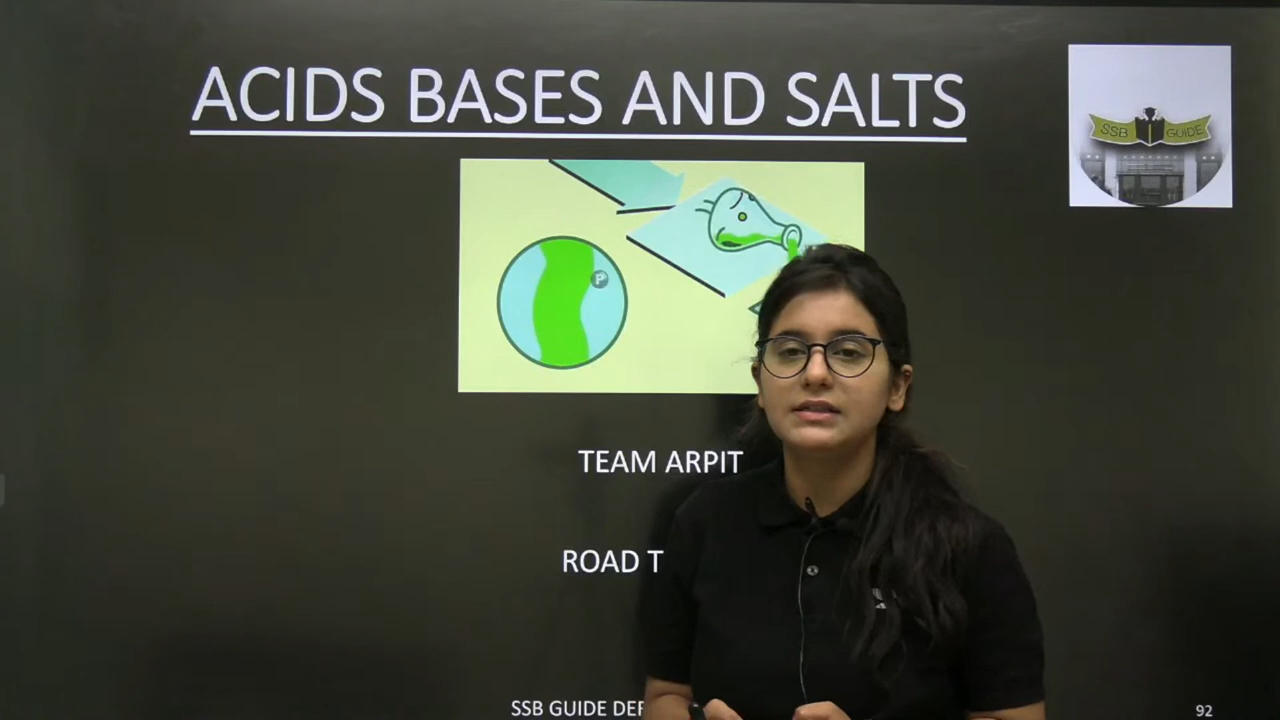 ACIDS BASES AND SALTS
SSB GUIDE
P
TEAM ARPIT
ROAD T
SSB GUIDE DEF
92